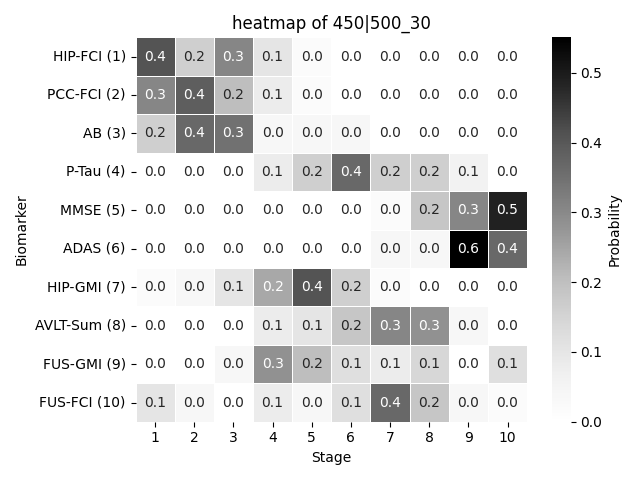 heatmap of 450|500_30
HIP-FCI (1) 0.4 0.2 0.3 0.1 0.0 0.0 0.0 0.0 0.0 0.0
PCC-FCI (2) 0.3 0.4 0.2 0.1 0.0 0.0 0.0 0.0 0.0 0.0
AB (3) 0.2 0.4 0.3 0.0 0.0 0.0 0.0 0.0 0.0 0.0
P-Tau (4) 0.0 0.0 0.0 0.1 0.2 0.4 0.2 0.2 0.1 0.0
MMSE (5) 0.0 0.0 0.0 0.0 0.0 0.0 0.0 0.2 0.3 0.5
ADAS (6) 0.0 0.0 0.0 0.0 0.0 0.0 0.0 0.0 0.6 0.4
HIP-GMI (7) 0.0 0.0 0.1 0.2 0.4 0.2 0.0 0.0 0.0 0.0
AVLT-Sum (8) 0.0 0.0 0.0 0.1 0.1 0.2 0.3 0.3 0.0 0.0
FUS-GMI (9) 0.0 0.0 0.0 0.3 0.2 0.1 0.1 0.1 0.0 0.1
FUS-FCI (10) 0.1 0.0 0.0 0.1 0.0 0.1 0.4 0.2 0.0 0.0
1 2 3 4 5 6 7 8 9 10
Stage
Biomarker
0.5
0.4
0.3
0.2
0.1
0.0
Probability